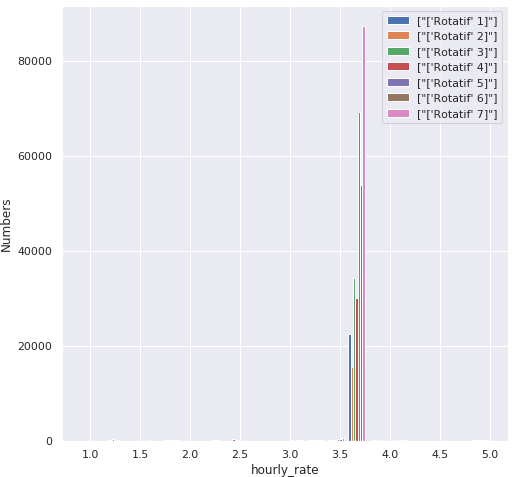 ["['Rotatif' 1]"]
["['Rotatif' 2]"]
["['Rotatif' 3]"]
["['Rotatif' 4]"]
["['Rotatif' 5]"]
["['Rotatif' 6]"]
["['Rotatif' 7]"]
Numbers
80000
60000
40000
20000
0
1.0 1.5 2.0 2.5 3.0 3.5 4.0 4.5 5.0
hourly_rate